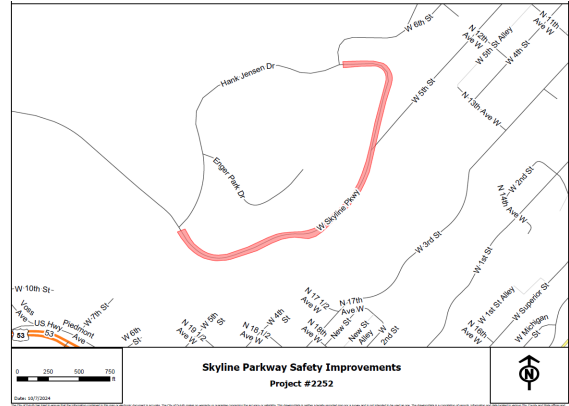 W 6th St
N 11th
Ave W
N 12th
Ave W
W 5th St Alley
W 4th St
Hank Jensen Dr
W 5th St
N 13th Ave W
Enger Park Dr
W Skyline Pkwy
W 2nd St
N 14th Ave W
W 3rd St
W 1st St
W 10th St
Voss
Ave
US Hwy
53
53
Piedmont
Ave
W 7th St
W 6th
St
N 19 1/2
Ave W
W 5th
St
N 18 1/2
Ave W
W 4th
St
N 17 1/2
Ave W
N 17th
Ave W
N 18th
Ave W
New St
New St
Alley
W
2nd St
W 1st St Alley
W Superior St
N 16th
Ave W
W Michigan
St
Skyline Parkway Safety Improvements
Project #2252
0 250 500 750
ft
Date: 10/7/2024
N